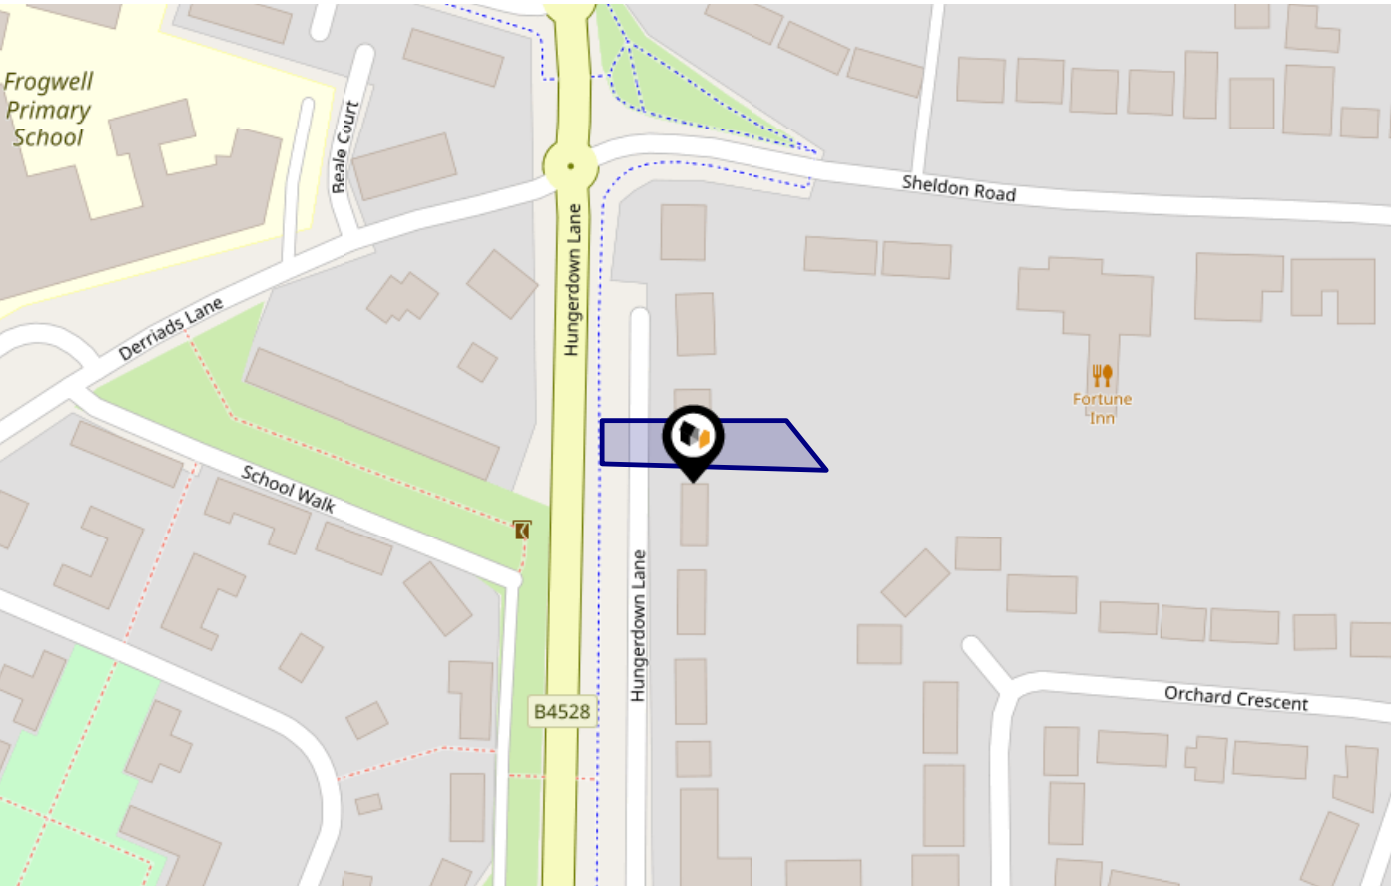 Frogwell
Primary
School
Reale Court
Hungerdown Lane
Sheldon Road
Derriads Lane
Fortune
Inn
School Walk
Hungerdown Lane
B4528
Orchard Crescent